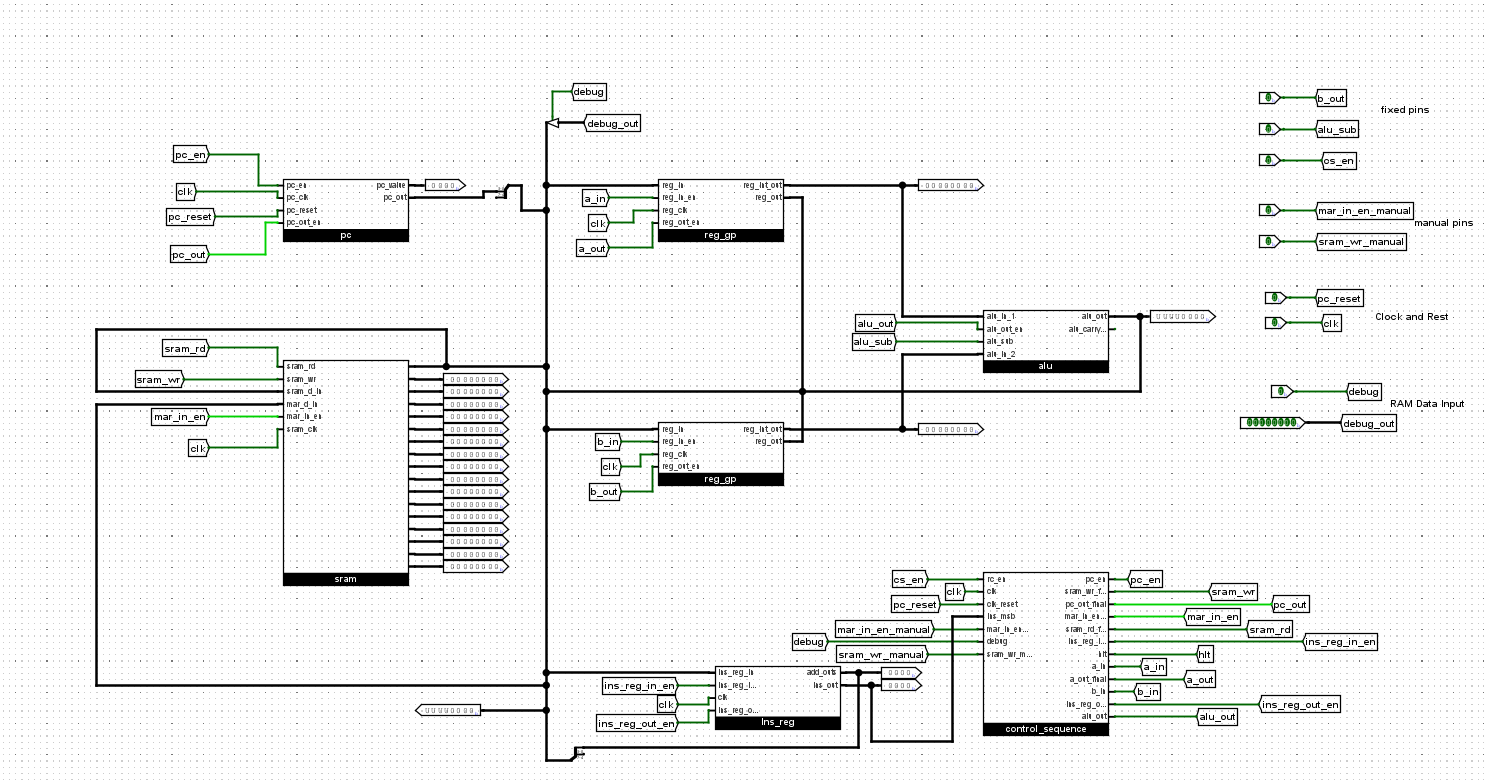 debug
debug_out
b_out
fixed pins
alu_sub
cs_en
pc_en
clk
pc_reset
pc_out
pc_en
pc_clk
pc_reset
pc_out_en
pc_value
pc_out
pc
a_in
clk
a_out
reg_in
reg_in_en
reg_clk
reg_out_en
reg_int_out
reg_out
reg_gp
mar_in_en_manual
manual pins
sram_wr_manual
pc_reset
Clock and Rest
clk
alu_out
alu_sub
alu_in_1
alu_out_en
alu_sub
alu_in_2
alu_out
alu_carry...
alu
sram_rd
sram_wr
mar_in_en
clk
sram_rd
sram_wr
sram_d_in
mar_d_in
mar_in_en
sram_clk
sram
debug
RAM Data Input
debug_out
b_in
clk
b_out
reg_in
reg_in_en
reg_clk
reg_out_en
reg_int_out
reg_out
reg_gp
cs_en
clk
pc_reset
mar_in_en_manual
debug
sram_wr_manual
rc_en
clk
clk_reset
ins_msb
mar_in_en...
debug
sram_wr_m...
pc_en
sram_wr_f...
pc_out_final
mar_in_en...
sram_rd_f...
ins_reg_i...
hlt
a_in
a_out_final
b_in
ins_reg_o...
alu_out
control_sequence
pc_en
sram_wr
pc_out
mar_in_en
sram_rd
ins_reg_in_en
hlt
a_in
a_out
b_in
ins_reg_out_en
alu_out
ins_reg_in_en
clk
ins_reg_out_en
ins_reg_in
ins_reg_i...
clk
ins_reg_o...
add_outs
ins_out
ins_reg